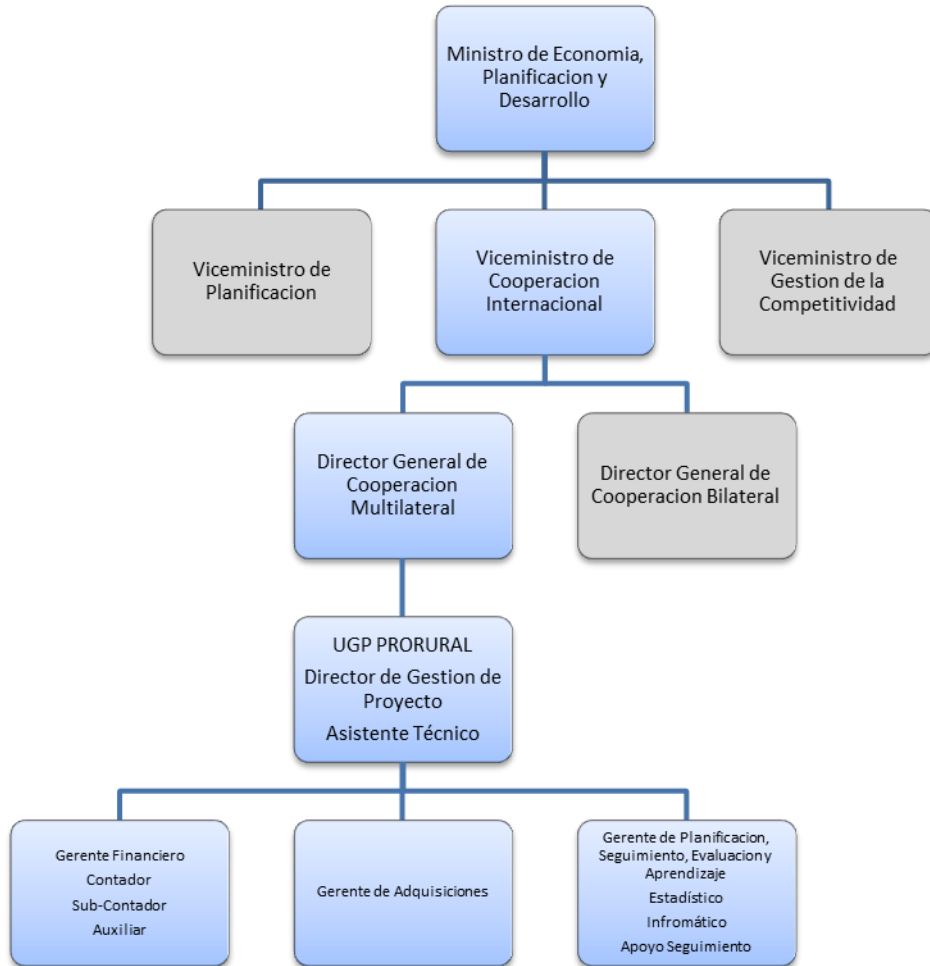 Ministro de Economia,
Planificacion y
Desarrollo
Viceministro de
Planificacion
Viceministro de
Cooperacion
Internacional
Viceministro de
Gestion de la
Competitividad
Director General de
Cooperacion
Multilateral
Director General de
Cooperacion Bilateral
UGP PRORURAL
Director de Gestion de
Proyecto
Asistente Técnico
Gerente Financiero
Contador
Sub-Contador
Auxiliar
Gerente de Adquisiciones
Gerente de Planificacion,
Seguimiento, Evaluacion y
Aprendizaje
Estadístico
Infromático
Apoyo Seguimiento